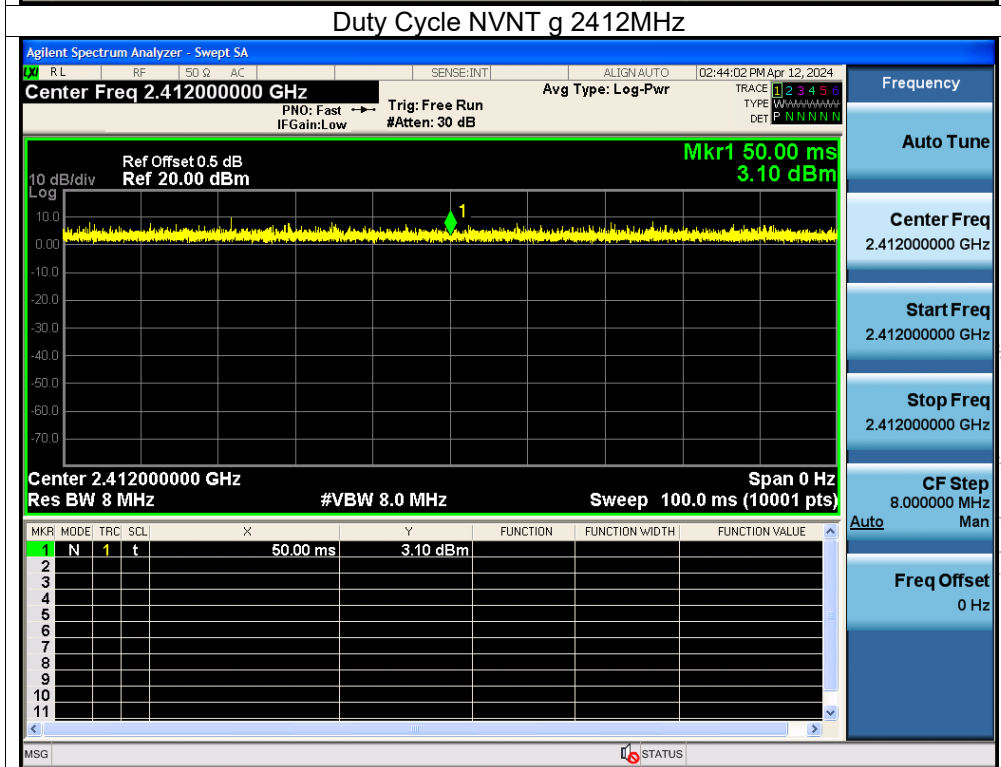 Duty Cycle NVNT g 2412MHz
Agilent Spectrum Analyzer - Swept SA
LXI RL RF 50 Ω AC SENSE:INT ALIGNAUTO 02:44:02 PM Apr 12, 2024
Center Freq 2.412000000 GHz
PNO: Fast
IFGain:Low
Trig: Free Run
#Atten: 30 dB
Avg Type: Log-Pwr
TRACE 1 2 3 4 5 6
TYPE WWWWWW
DET P N N N N N
Frequency
Auto Tune
Center Freq
2.412000000 GHz
Start Freq
2.412000000 GHz
Stop Freq
2.412000000 GHz
CF Step
8.000000 MHz
Auto Man
Freq Offset
0 Hz
Mkr1 50.00 ms
3.10 dBm
Ref Offset 0.5 dB
10 dB/div Ref 20.00 dBm
Log
1
10.0
0.00
-10.0
-20.0
-30.0
-40.0
-50.0
-60.0
-70.0
Center 2.412000000 GHz Span 0 Hz
Res BW 8 MHz #VBW 8.0 MHz Sweep 100.0 ms (10001 pts)
MKR MODE TRC SCL X Y FUNCTION FUNCTION WIDTH FUNCTION VALUE
1 N 1 t 50.00 ms 3.10 dBm
2
3
4
5
6
7
8
9
10
11
MSG STATUS